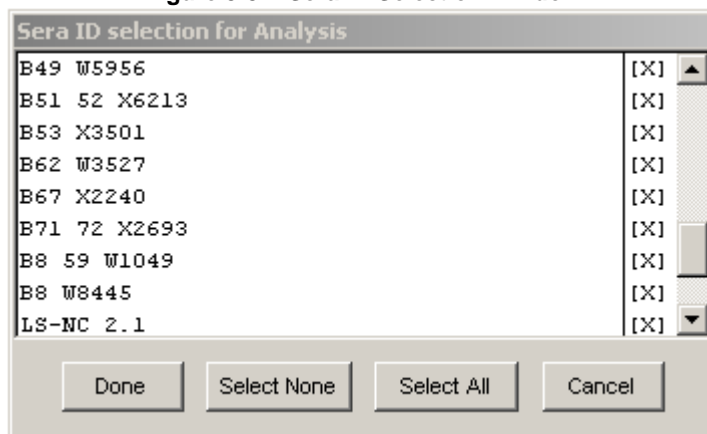 Sera ID selection for Analysis
B49 W5956 [X]
B51 52 X6213 [X]
B53 X3501 [X]
B62 W3527 [X]
B67 X2240 [X]
B71 72 X2693 [X]
B8 59 W1049 [X]
B8 W8445 [X]
LS-NC 2.1 [X]
Done Select None Select All Cancel